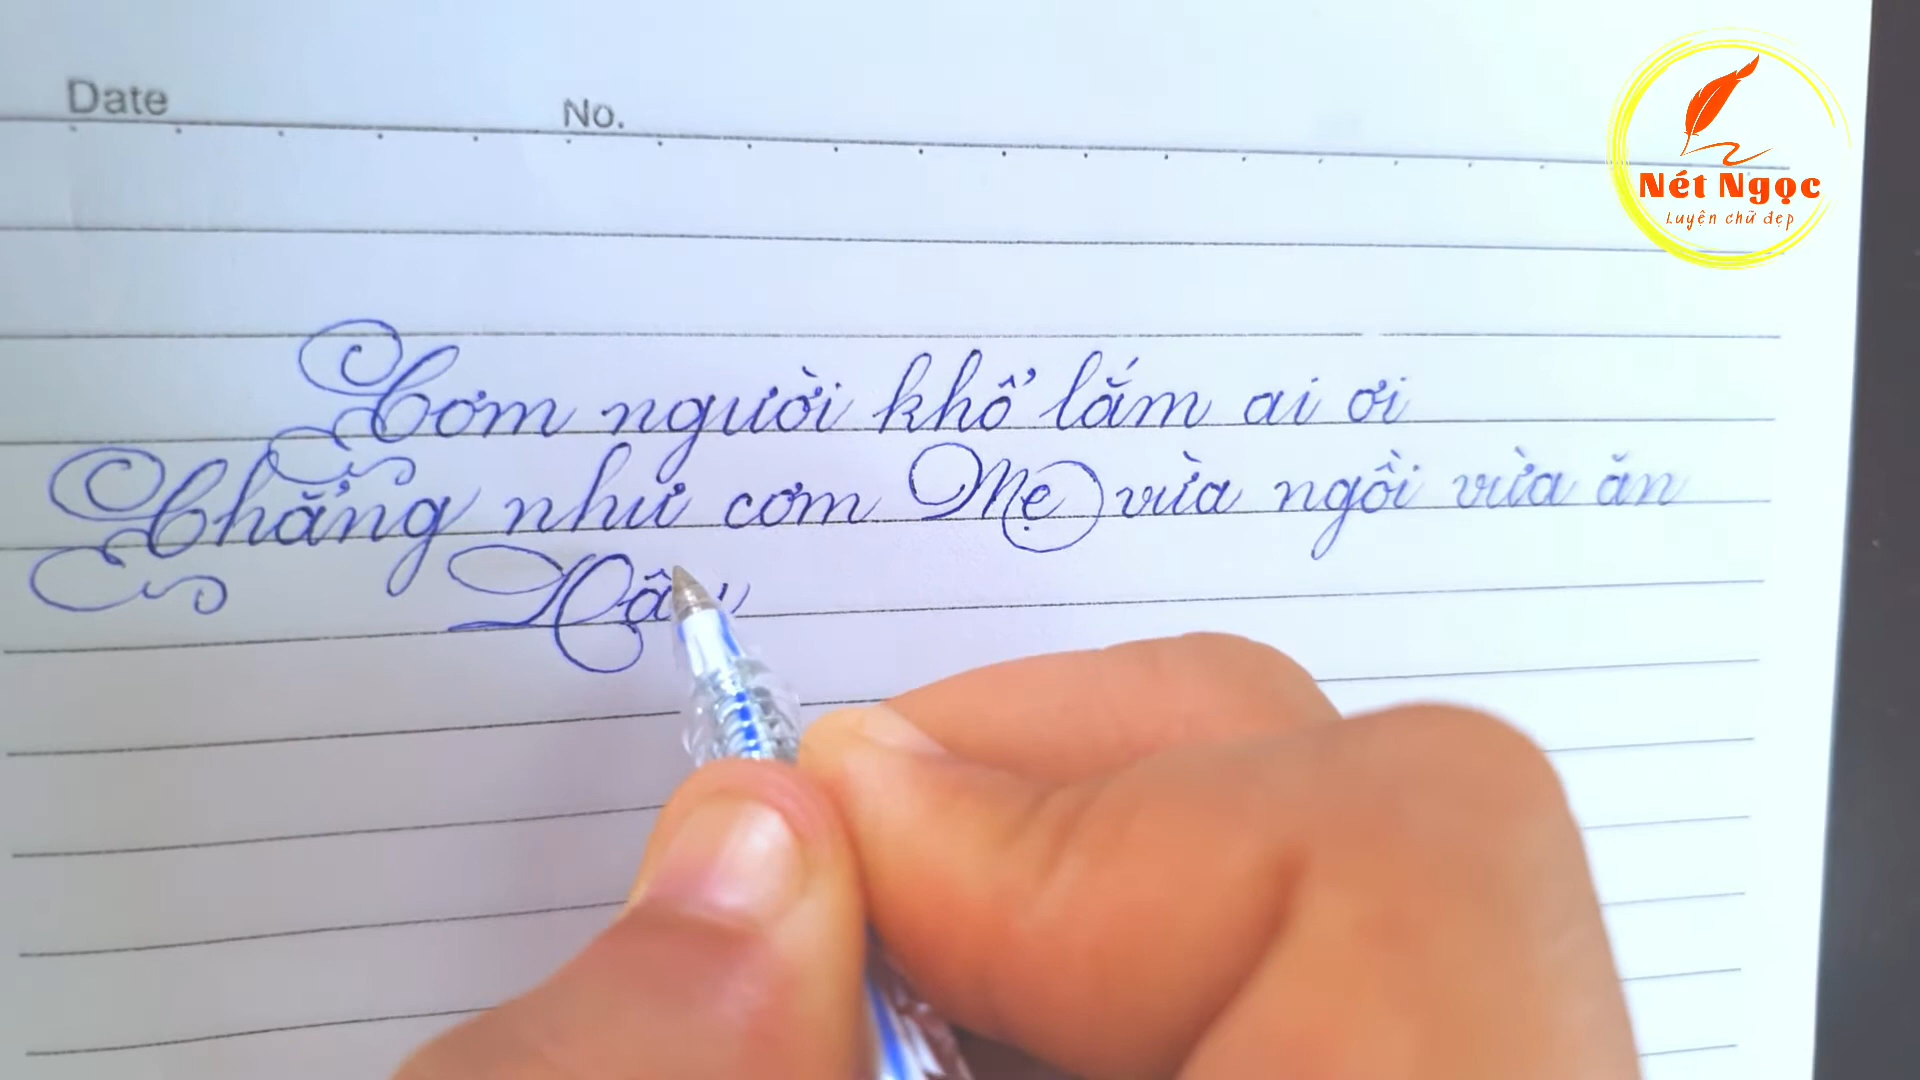 Date No.
Nét Ngọc
Luyện chữ đẹp
Cơm người khổ lắm ai ơi
Chẳng như cơm Mẹ vừa ngồi vừa ăn